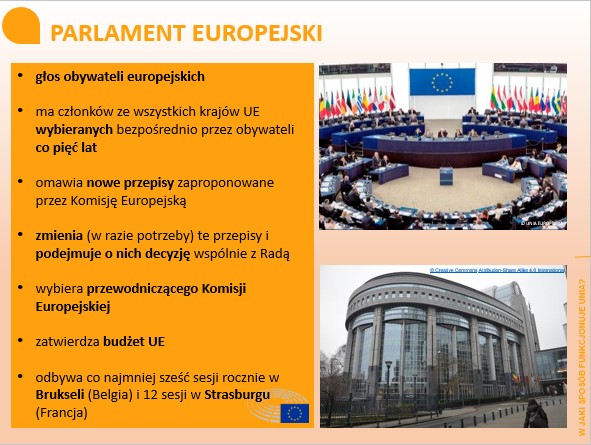 PARLAMENT EUROPEJSKI
• głos obywateli europejskich
• ma członków ze wszystkich krajów UE
wybieranych bezpośrednio przez obywateli
co pięć lat
• omawia nowe przepisy zaproponowane
przez Komisję Europejską
• zmienia (w razie potrzeby) te przepisy i
podejmuje o nich decyzję wspólnie z Radą
• wybiera przewodniczącego Komisji
Europejskiej
• zatwierdza budżet UE
• odbywa co najmniej sześć sesji rocznie w
Brukseli (Belgia) i 12 sesji w Strasburgu
(Francja)
© Creative Commons Attribution-Share Alike 4.0 International
W JAKI SPOSÓB FUNKCJONUJE UNIA?